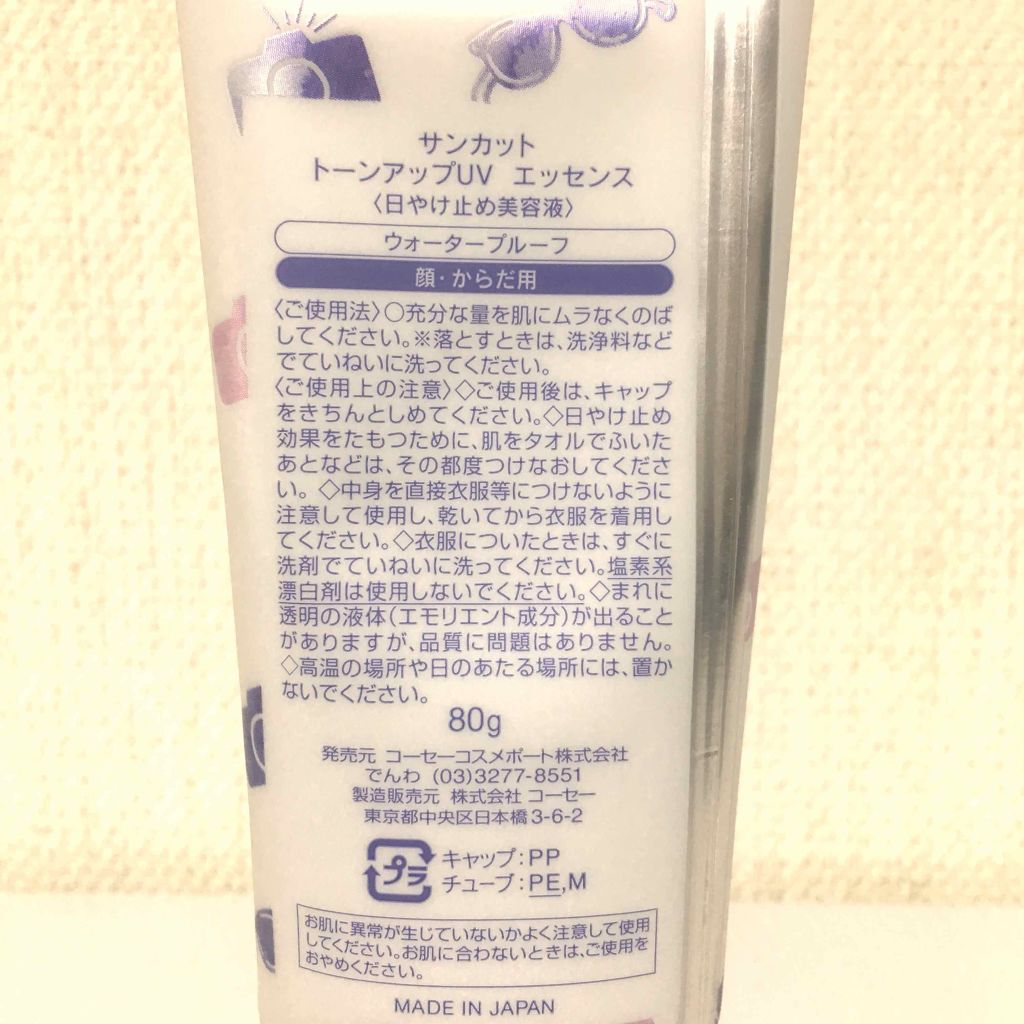 サンカット
トーンアップUV エッセンス
〈日やけ止め美容液〉
ウォータープルーフ
顔・からだ用
〈ご使用法〉○充分な量を肌にムラなくのば
してください。※落とすときは、洗浄料など
でていねいに洗ってください。
〈ご使用上の注意〉◇ご使用後は、キャップ
をきちんとしめてください。◇日やけ止め
効果をたもつために、肌をタオルでふいた
あとなどは、その都度つけなおしてくださ
い。◇中身を直接衣服等につけないように
注意して使用し、乾いてから衣服を着用し
てください。◇衣服についたときは、すぐに
洗剤でていねいに洗ってください。塩素系
漂白剤は使用しないでください。◇まれに
透明の液体(エモリエント成分)が出ること
がありますが、品質に問題はありません。
◇高温の場所や日のあたる場所には、置か
ないでください。
80g
発売元 コーセーコスメポート株式会社
でんわ (03)3277-8551
製造販売元 株式会社 コーセー
東京都中央区日本橋3-6-2
プラ
キャップ:PP
チューブ:PE,M
お肌に異常が生じていないかよく注意して使用
してください。お肌に合わないときは、ご使用を
おやめください。
MADE IN JAPAN